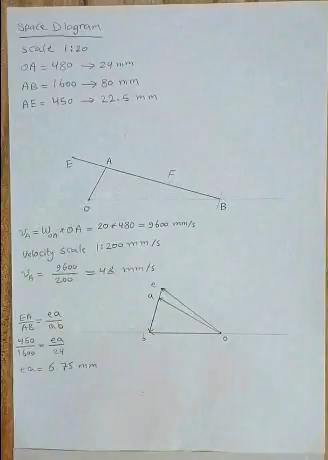 Space Diagram
Scale 1:20
OA = 480 → 24 mm
AB = 1600 → 80 mm
AE = 450 → 22.5 mm
E A F
O B
VA = WOA * OA = 20*480 = 9600 mm/s
Velocity scale 1:200 mm/s
VA = 9600/200 = 48 mm/s
e
a
b o
EA/AB = ea/ab
450/1600 = ea/24
ea = 6.75 mm